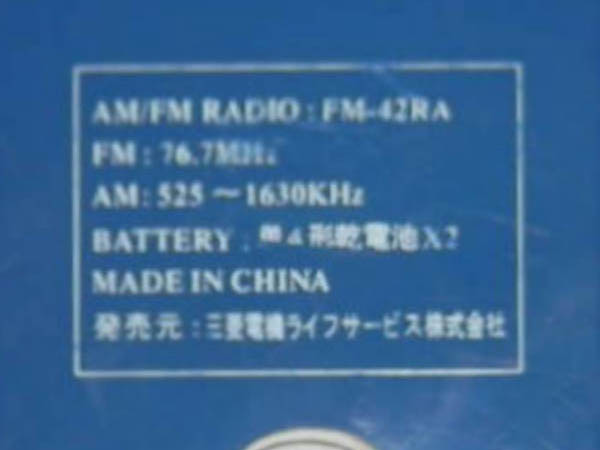 AM/FM RADIO : FM-42RA
FM : 76.7MHz
AM: 525 ～1630KHz
BATTERY : 単4形乾電池X2
MADE IN CHINA
発売元 : 三菱電機ライフサービス株式会社